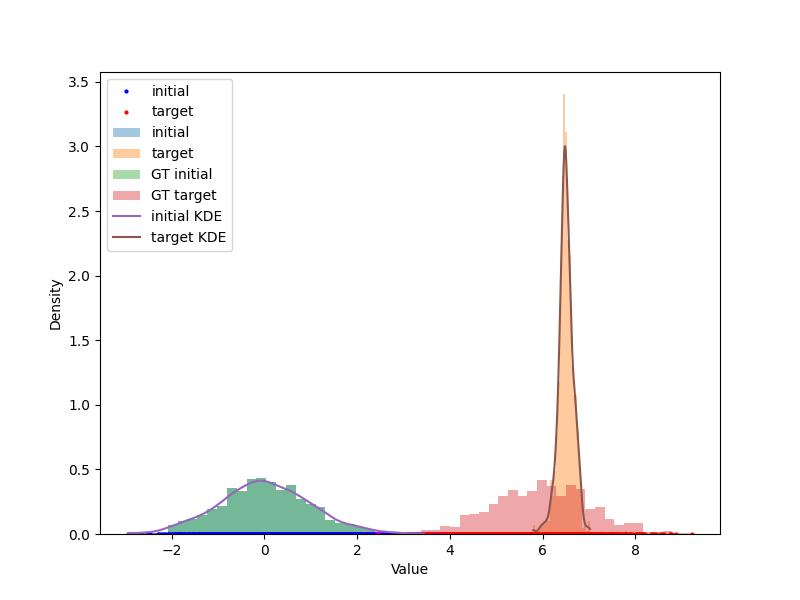 3.5
3.0
2.5
2.0
1.5
1.0
0.5
0.0
Density
initial
target
initial
target
GT initial
GT target
initial KDE
target KDE
−2 0 2 4 6 8
Value